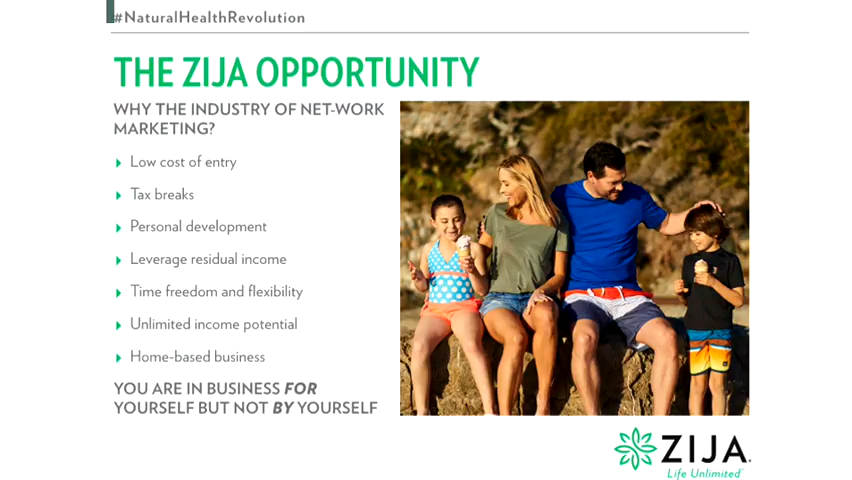 #NaturalHealthRevolution
THE ZIJA OPPORTUNITY
WHY THE INDUSTRY OF NET-WORK
MARKETING?
Low cost of entry
Tax breaks
Personal development
Leverage residual income
Time freedom and flexibility
Unlimited income potential
Home-based business
YOU ARE IN BUSINESS FOR
YOURSELF BUT NOT BY YOURSELF
ZIJA
Life Unlimited